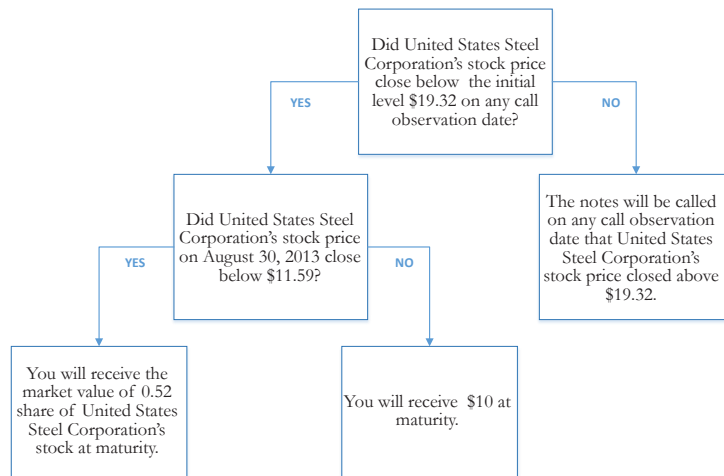 Did United States Steel
Corporation's stock price
close below the initial
level $19.32 on any call
observation date?
YES
NO
Did United States Steel
Corporation's stock price
on August 30, 2013 close
below $11.59?
The notes will be called
on any call observation
date that United States
Steel Corporation's
stock price closed above
$19.32.
YES
NO
You will receive the
market value of 0.52
share of United States
Steel Corporation's
stock at maturity.
You will receive $10 at
maturity.